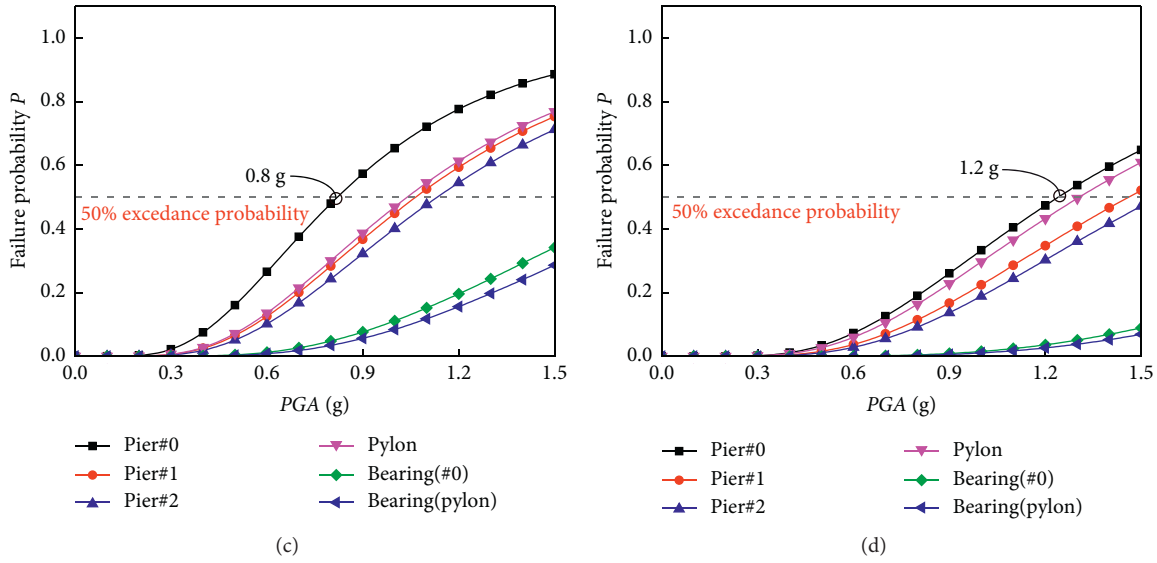 1.0
0.8
0.6
0.4
0.2
0.0
Failure probability P
0.8 g
50% excedance probability
0.0 0.3 0.6 0.9 1.2 1.5
PGA (g)
Pier#0
Pier#1
Pier#2
Pylon
Bearing(#0)
Bearing(pylon)
(c)
1.0
0.8
0.6
0.4
0.2
0.0
Failure probability P
1.2 g
50% excedance probability
0.0 0.3 0.6 0.9 1.2 1.5
PGA (g)
Pier#0
Pier#1
Pier#2
Pylon
Bearing(#0)
Bearing(pylon)
(d)